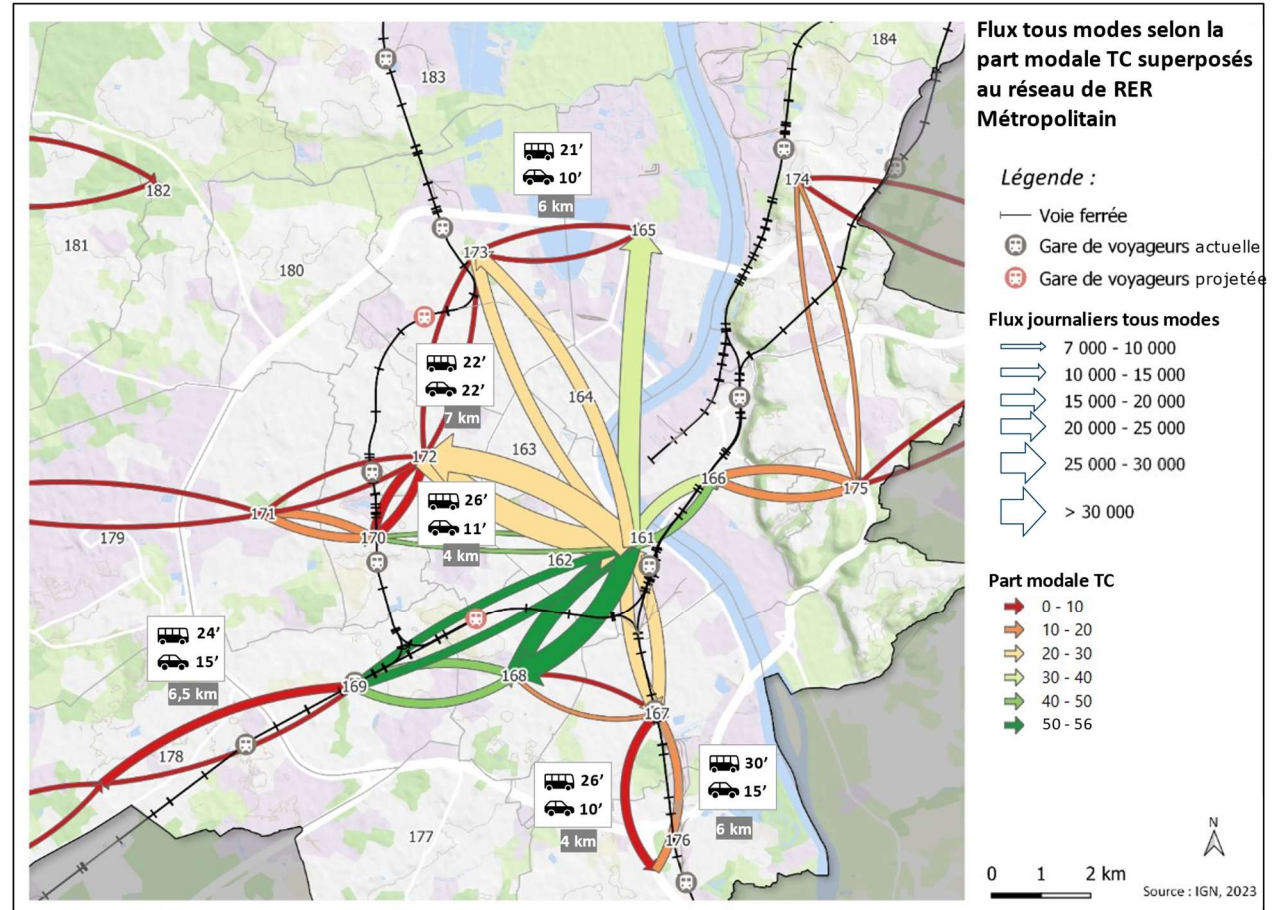 Flux tous modes selon la
part modale TC superposés
au réseau de RER
Métropolitain
Légende :
Voie ferrée
Gare de voyageurs actuelle
Gare de voyageurs projetée
Flux journaliers tous modes
7 000 - 10 000
10 000 - 15 000
15 000 - 20 000
20 000 - 25 000
25 000 - 30 000
> 30 000
Part modale TC
0 - 10
10 - 20
20 - 30
30 - 40
40 - 50
50 - 56
N
0 1 2 km
Source : IGN, 2023
184
183
21’
10’
6 km
174
182
165
181
173
180
22’
22’
7 km
164
163
172
166
175
26’
11’
4 km
171
170
161
179
162
24’
15’
6,5 km
168
169
167
178
30’
15’
6 km
26’
10’
4 km
177
176